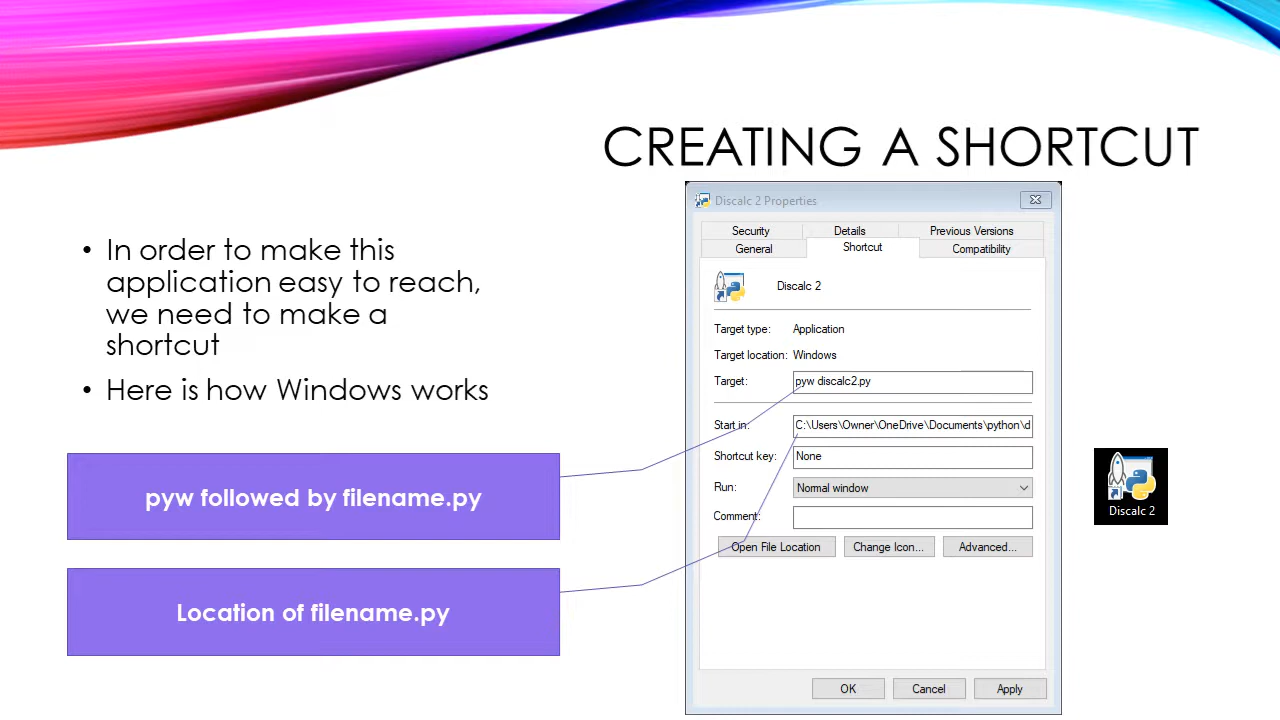 CREATING A SHORTCUT
• In order to make this
application easy to reach,
we need to make a
shortcut
• Here is how Windows works
pyw followed by filename.py
Location of filename.py
Discalc 2 Properties
Security Details Previous Versions
General Shortcut Compatibility
Discalc 2
Target type: Application
Target location: Windows
Target: pyw discalc2.py
Start in: C:\Users\Owner\OneDrive\Documents\python\d
Shortcut key: None
Run: Normal window
Comment:
Open File Location Change Icon... Advanced...
OK Cancel Apply
Discalc 2